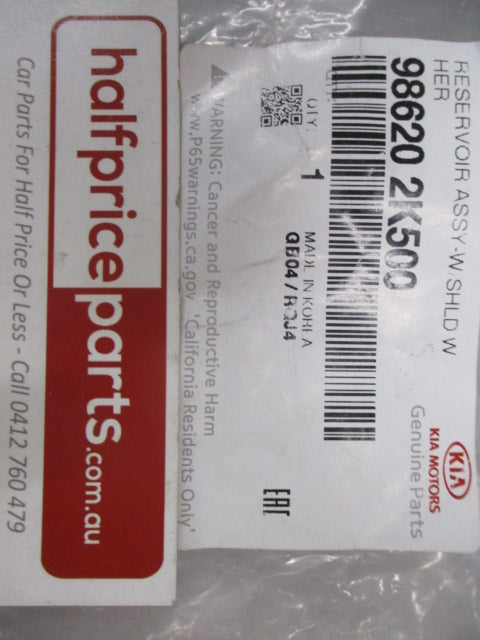 RESERVOIR ASSY-W.SHLD W
HER
98620 2K500
KIA
KIA MOTORS
Genuine Parts
QTY: 1
MADE IN KOREA
WARNING: Cancer and Reproductive Harm
www.P65warnings.ca.gov 'California Residents Only'
EAC
halfpriceparts.com.au
Car Parts For Half Price Or Less - Call 0412 760 479